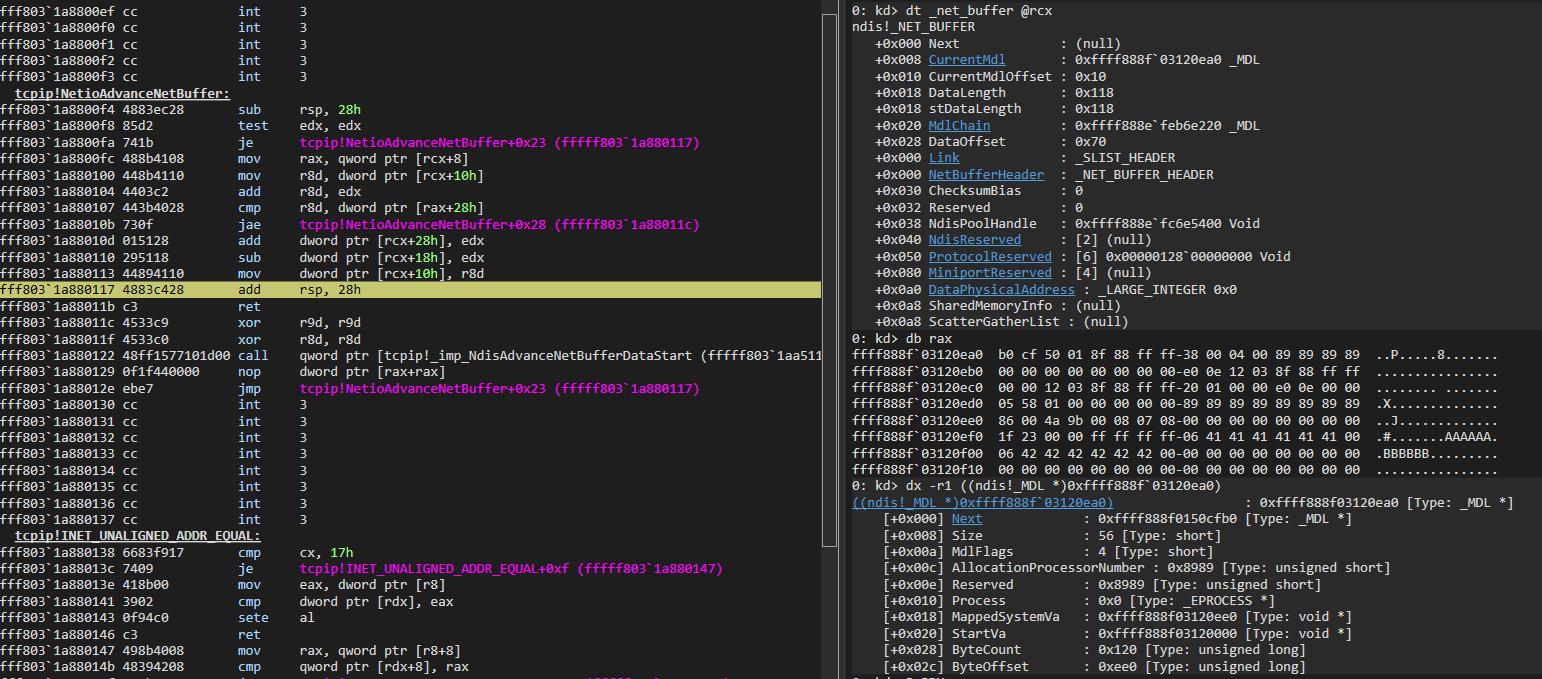 fff803`1a8800ef cc int 3
fff803`1a8800f0 cc int 3
fff803`1a8800f1 cc int 3
fff803`1a8800f2 cc int 3
fff803`1a8800f3 cc int 3
tcpip!NetioAdvanceNetBuffer:
fff803`1a8800f4 4883ec28 sub rsp, 28h
fff803`1a8800f8 85d2 test edx, edx
fff803`1a8800fa 741b je tcpip!NetioAdvanceNetBuffer+0x23 (fffff803`1a880117)
fff803`1a8800fc 488b4108 mov rax, qword ptr [rcx+8]
fff803`1a880100 448b4110 mov r8d, dword ptr [rcx+10h]
fff803`1a880104 4403c2 add r8d, edx
fff803`1a880107 443b4028 cmp r8d, dword ptr [rax+28h]
fff803`1a88010b 730f jae tcpip!NetioAdvanceNetBuffer+0x28 (fffff803`1a88011c)
fff803`1a88010d 015128 add dword ptr [rcx+28h], edx
fff803`1a880110 295118 sub dword ptr [rcx+18h], edx
fff803`1a880113 44894110 mov dword ptr [rcx+10h], r8d
fff803`1a880117 4883c428 add rsp, 28h
fff803`1a88011b c3 ret
fff803`1a88011c 4533c9 xor r9d, r9d
fff803`1a88011f 4533c0 xor r8d, r8d
fff803`1a880122 48ff1577101d00 call qword ptr [tcpip!_imp_NdisAdvanceNetBufferDataStart (fffff803`1aa511
fff803`1a880129 0f1f440000 nop dword ptr [rax+rax]
fff803`1a88012e ebe7 jmp tcpip!NetioAdvanceNetBuffer+0x23 (fffff803`1a880117)
fff803`1a880130 cc int 3
fff803`1a880131 cc int 3
fff803`1a880132 cc int 3
fff803`1a880133 cc int 3
fff803`1a880134 cc int 3
fff803`1a880135 cc int 3
fff803`1a880136 cc int 3
fff803`1a880137 cc int 3
tcpip!INET_UNALIGNED_ADDR_EQUAL:
fff803`1a880138 6683f917 cmp cx, 17h
fff803`1a88013c 7409 je tcpip!INET_UNALIGNED_ADDR_EQUAL+0xf (fffff803`1a880147)
fff803`1a88013e 418b00 mov eax, dword ptr [r8]
fff803`1a880141 3902 cmp dword ptr [rdx], eax
fff803`1a880143 0f94c0 sete al
fff803`1a880146 c3 ret
fff803`1a880147 498b4008 mov rax, qword ptr [r8+8]
fff803`1a88014b 48394208 cmp qword ptr [rdx+8], rax
0: kd> dt _net_buffer @rcx
ndis!_NET_BUFFER
+0x000 Next : (null)
+0x008 CurrentMdl : 0xffff888f`03120ea0 _MDL
+0x010 CurrentMdlOffset : 0x10
+0x018 DataLength : 0x118
+0x018 stDataLength : 0x118
+0x020 MdlChain : 0xffff888e`feb6e220 _MDL
+0x028 DataOffset : 0x70
+0x000 Link : _SLIST_HEADER
+0x000 NetBufferHeader : _NET_BUFFER_HEADER
+0x030 ChecksumBias : 0
+0x032 Reserved : 0
+0x038 NdisPoolHandle : 0xffff888e`fc6e5400 Void
+0x040 NdisReserved : [2] (null)
+0x050 ProtocolReserved : [6] 0x00000128`00000000 Void
+0x080 MiniportReserved : [4] (null)
+0x0a0 DataPhysicalAddress : _LARGE_INTEGER 0x0
+0x0a8 SharedMemoryInfo : (null)
+0x0a8 ScatterGatherList : (null)
0: kd> db rax
ffff888f`03120ea0 b0 cf 50 01 8f 88 ff ff-38 00 04 00 89 89 89 89 ..P.....8.......
ffff888f`03120eb0 00 00 00 00 00 00 00 00-e0 0e 12 03 8f 88 ff ff ................
ffff888f`03120ec0 00 00 12 03 8f 88 ff ff-20 01 00 00 e0 0e 00 00 ........ .......
ffff888f`03120ed0 05 58 01 00 00 00 00 00-89 89 89 89 89 89 89 89 .X..............
ffff888f`03120ee0 86 00 4a 9b 00 08 07 08-00 00 00 00 00 00 00 00 ..J.............
ffff888f`03120ef0 1f 23 00 00 ff ff ff ff-06 41 41 41 41 41 41 00 .#.......AAAAAA.
ffff888f`03120f00 06 42 42 42 42 42 42 00-00 00 00 00 00 00 00 00 .BBBBBB.........
ffff888f`03120f10 00 00 00 00 00 00 00 00-00 00 00 00 00 00 00 00 ................
0: kd> dx -r1 ((ndis!_MDL *)0xffff888f`03120ea0)
((ndis!_MDL *)0xffff888f`03120ea0) : 0xffff888f03120ea0 [Type: _MDL *]
[+0x000] Next : 0xffff888f0150cfb0 [Type: _MDL *]
[+0x008] Size : 56 [Type: short]
[+0x00a] MdlFlags : 4 [Type: short]
[+0x00c] AllocationProcessorNumber : 0x8989 [Type: unsigned short]
[+0x00e] Reserved : 0x8989 [Type: unsigned short]
[+0x010] Process : 0x0 [Type: _EPROCESS *]
[+0x018] MappedSystemVa : 0xffff888f03120ee0 [Type: void *]
[+0x020] StartVa : 0xffff888f03120000 [Type: void *]
[+0x028] ByteCount : 0x120 [Type: unsigned long]
[+0x02c] ByteOffset : 0xee0 [Type: unsigned long]